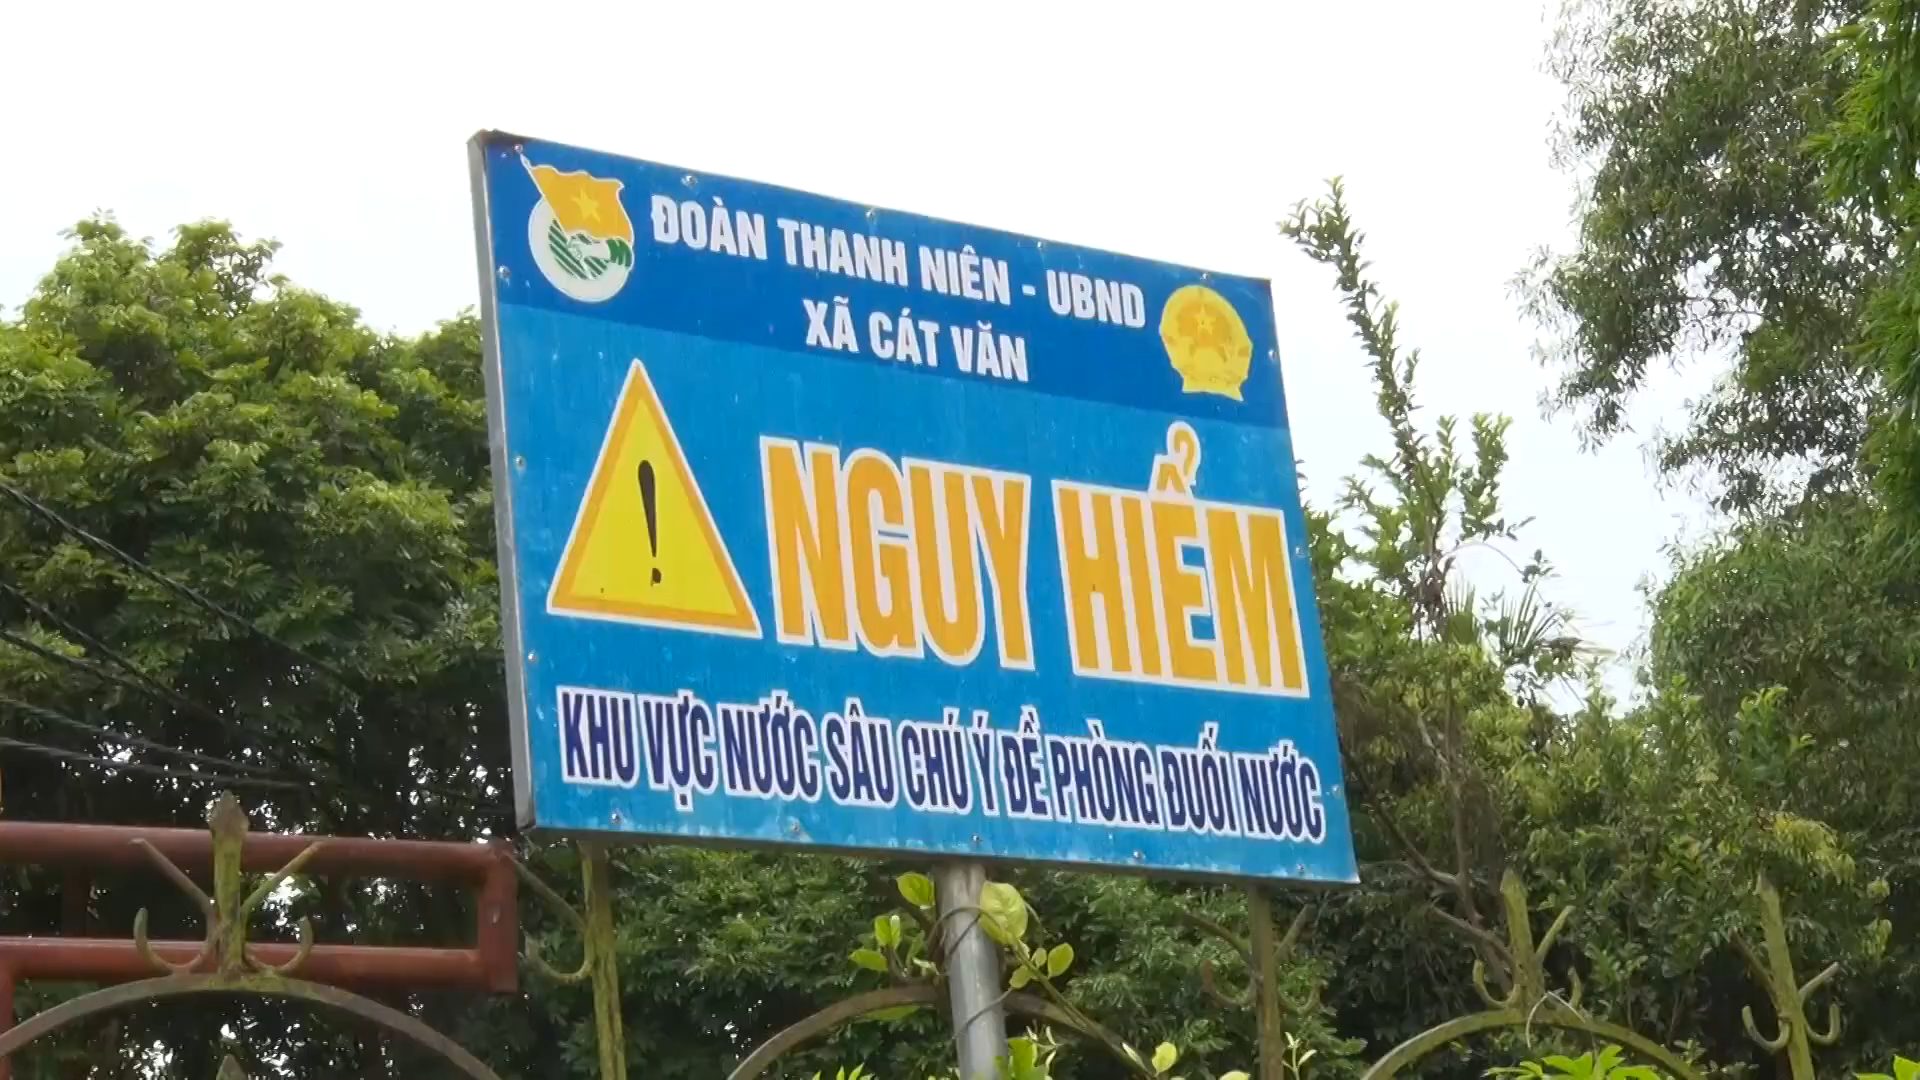 ĐOÀN THANH NIÊN - UBND
XÃ CÁT VĂN
NGUY HIỂM
KHU VỰC NƯỚC SÂU CHÚ Ý ĐỀ PHÒNG ĐUỐI NƯỚC